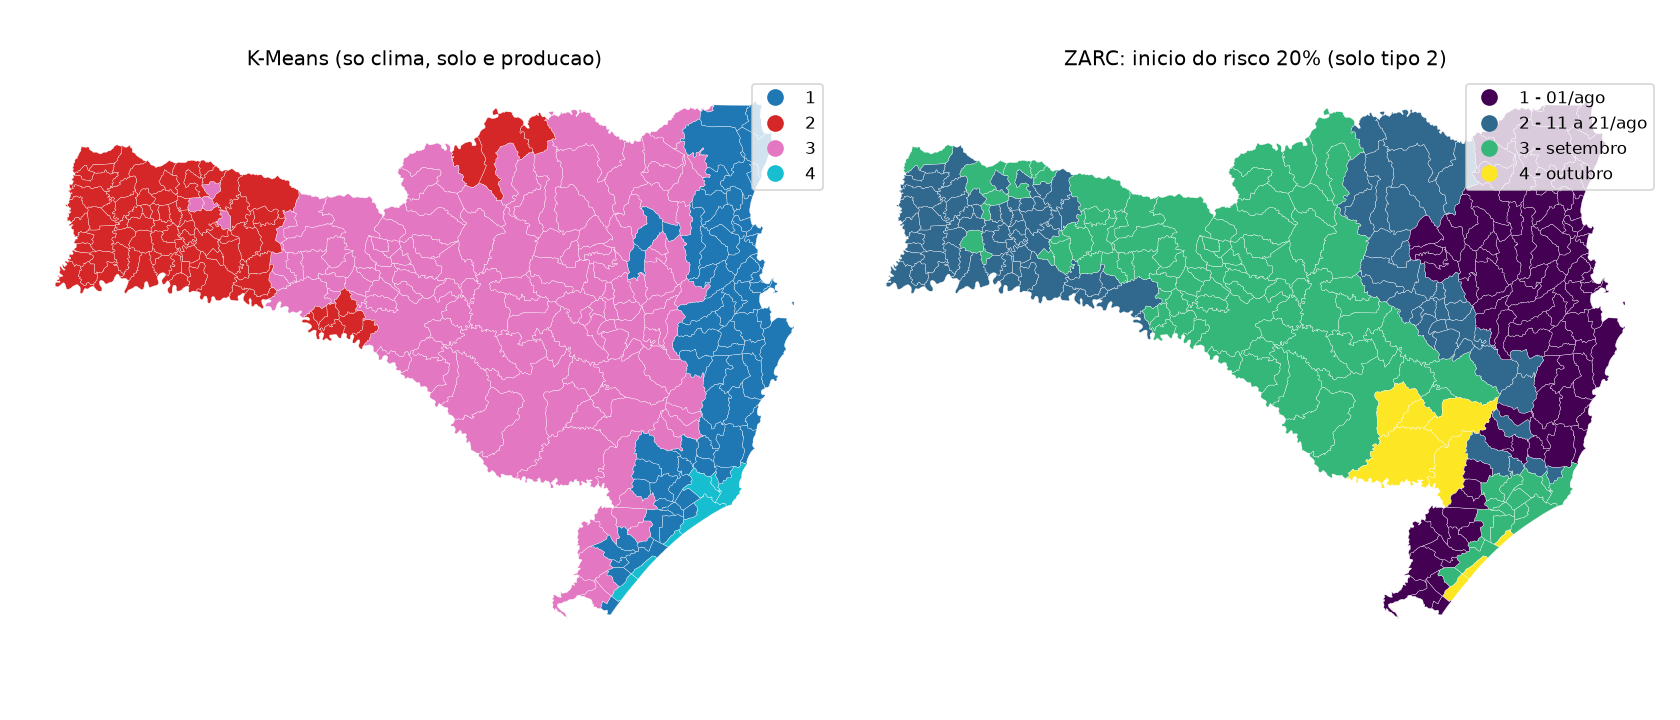 K-Means (so clima, solo e producao)
1
2
3
4
ZARC: inicio do risco 20% (solo tipo 2)
1 - 01/ago
2 - 11 a 21/ago
3 - setembro
4 - outubro